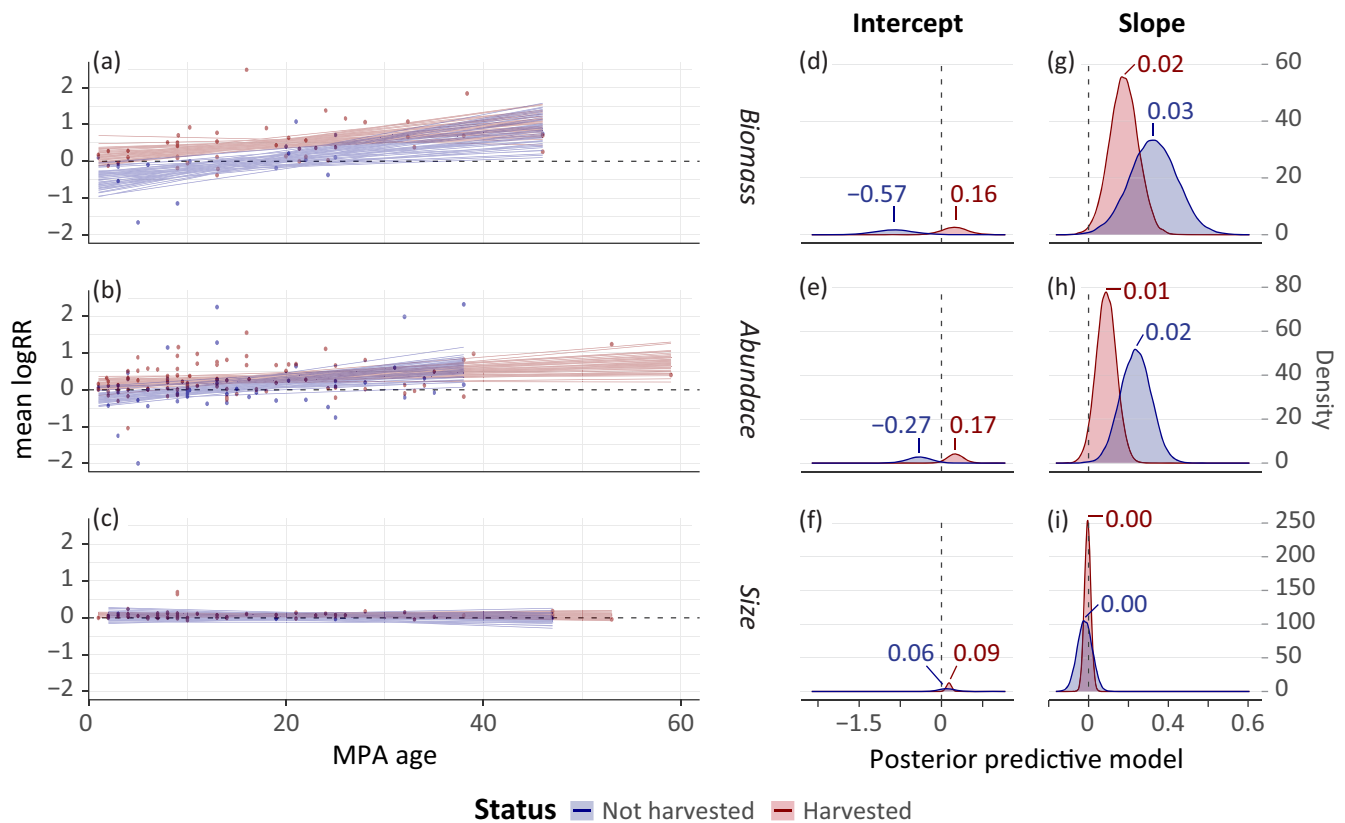 Intercept
Slope
(a)
2
1
0
−1
−2
Biomass
(d)
−0.57
0.16
(g)
0.02
0.03
60
40
20
0
mean logRR
(b)
2
1
0
−1
−2
Abundace
(e)
−0.27
0.17
(h)
0.01
0.02
80
60
40
20
0
Density
(c)
2
1
0
−1
−2
Size
(f)
0.06
0.09
(i)
0.00
0.00
250
200
150
100
50
0
0 20 40 60
−1.5 0
0 0.4 0.6
MPA age
Posterior predictive model
Status Not harvested Harvested